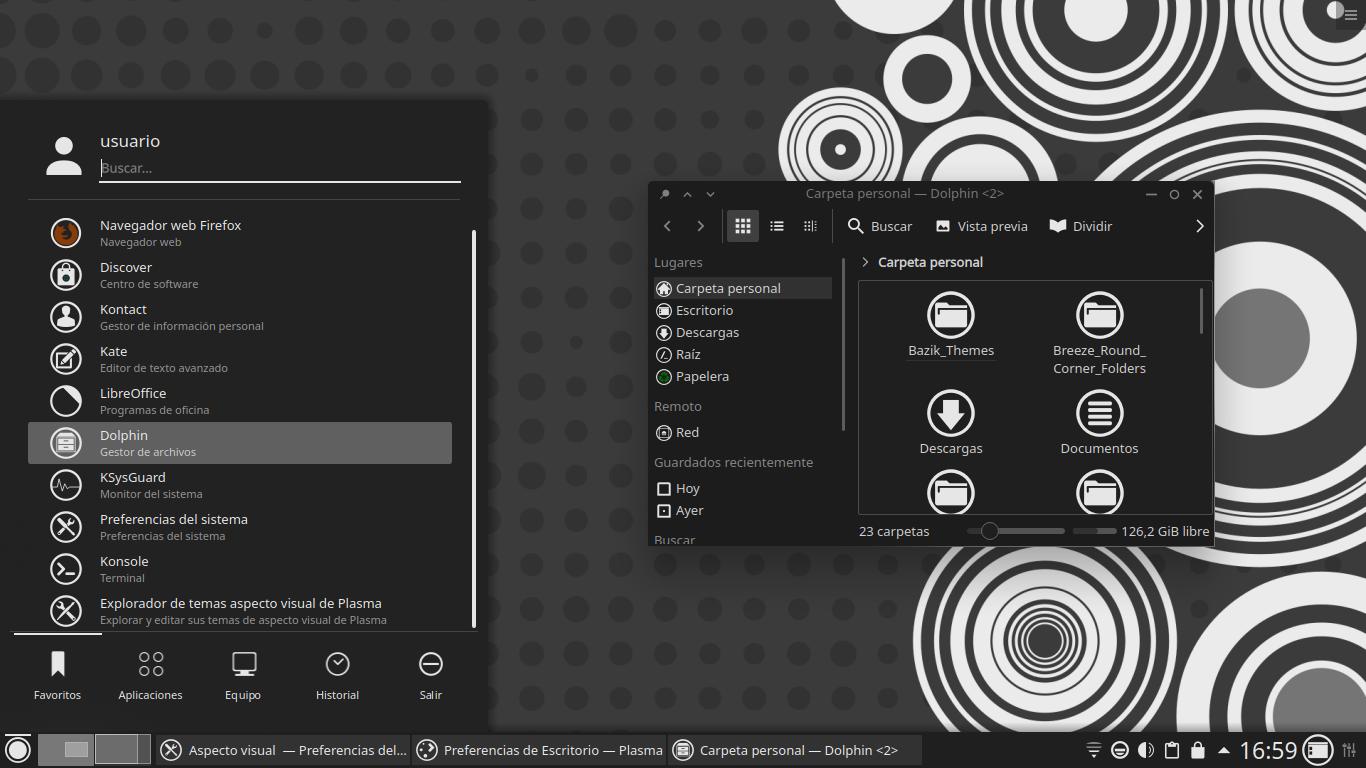 usuario
Buscar...
Navegador web Firefox
Navegador web
Discover
Centro de software
Kontact
Gestor de información personal
Kate
Editor de texto avanzado
LibreOffice
Programas de oficina
Dolphin
Gestor de archivos
KSysGuard
Monitor del sistema
Preferencias del sistema
Preferencias del sistema
Konsole
Terminal
Explorador de temas aspecto visual de Plasma
Explorar y editar sus temas de aspecto visual de Plasma
Favoritos Aplicaciones Equipo Historial Salir
Carpeta personal — Dolphin <2>
Buscar Vista previa Dividir
Lugares
Carpeta personal
Escritorio
Descargas
Raíz
Papelera
Remoto
Red
Guardados recientemente
Hoy
Ayer
Buscar
Carpeta personal
Bazik_Themes
Breeze_Round_
Corner_Folders
Descargas
Documentos
23 carpetas
126,2 GiB libre
Aspecto visual — Preferencias del...
Preferencias de Escritorio — Plasma
Carpeta personal — Dolphin <2>
16:59